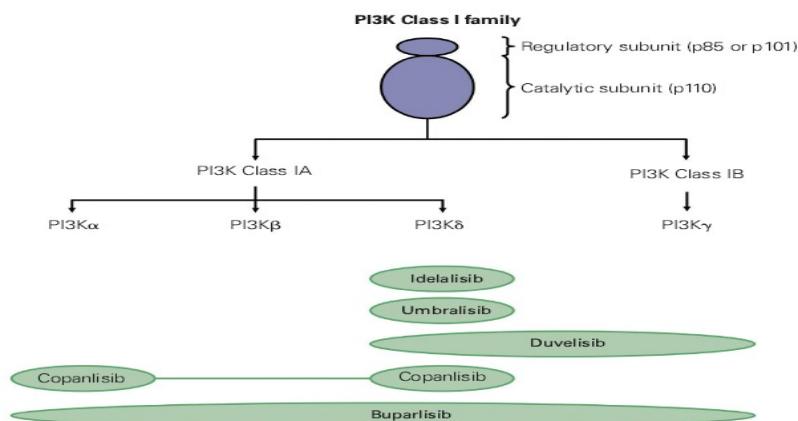 PI3K Class I family
Regulatory subunit (p85 or p101)
Catalytic subunit (p110)
PI3K Class IA
PI3K Class IB
PI3Kα
PI3Kβ
PI3Kδ
PI3Kγ
Idelalisib
Umbralisib
Duvelisib
Copanlisib
Copanlisib
Buparlisib